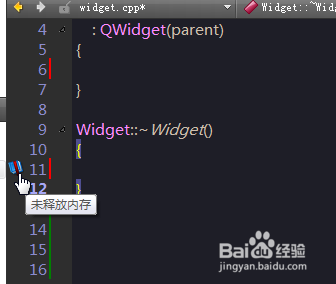 widget.cpp*
Widget::~Wid
4 : QWidget(parent)
5 {
6
7 }
8
9 Widget::~Widget()
10 {
11
12 }
未释放内存
14
15
16
Bai度经验
jingyan.baidu.com